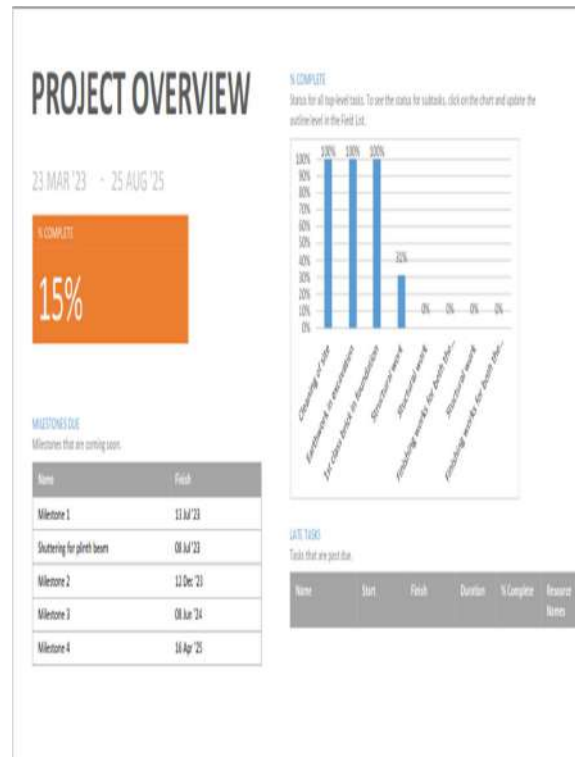 PROJECT OVERVIEW
23 MAR '23 - 25 AUG '25
% COMPLETE
15%
MILESTONES DUE
Milestones that are coming soon.
Name Finish
Milestone 1 13 Jul '23
Shuttering for plinth beam 08 Jul '23
Milestone 2 12 Dec '23
Milestone 3 08 Jun '24
Milestone 4 16 Apr '25
% COMPLETE
Status for all top-level tasks. To see the status for subtasks, click on the chart and update the
outline level in the Field List.
100%
90%
80%
70%
60%
50%
40%
30%
20%
10%
0%
100% 100% 100% 31% 0% 0% 0% 0%
Cleaning of site
Earthwork in excavation
1st class brick in foundation
Structural work
Stuctural work
Finishing works for both the...
Stuctural work
Finishing works for both the...
LATE TASKS
Tasks that are past due.
Name Start Finish Duration % Complete Resource
Names